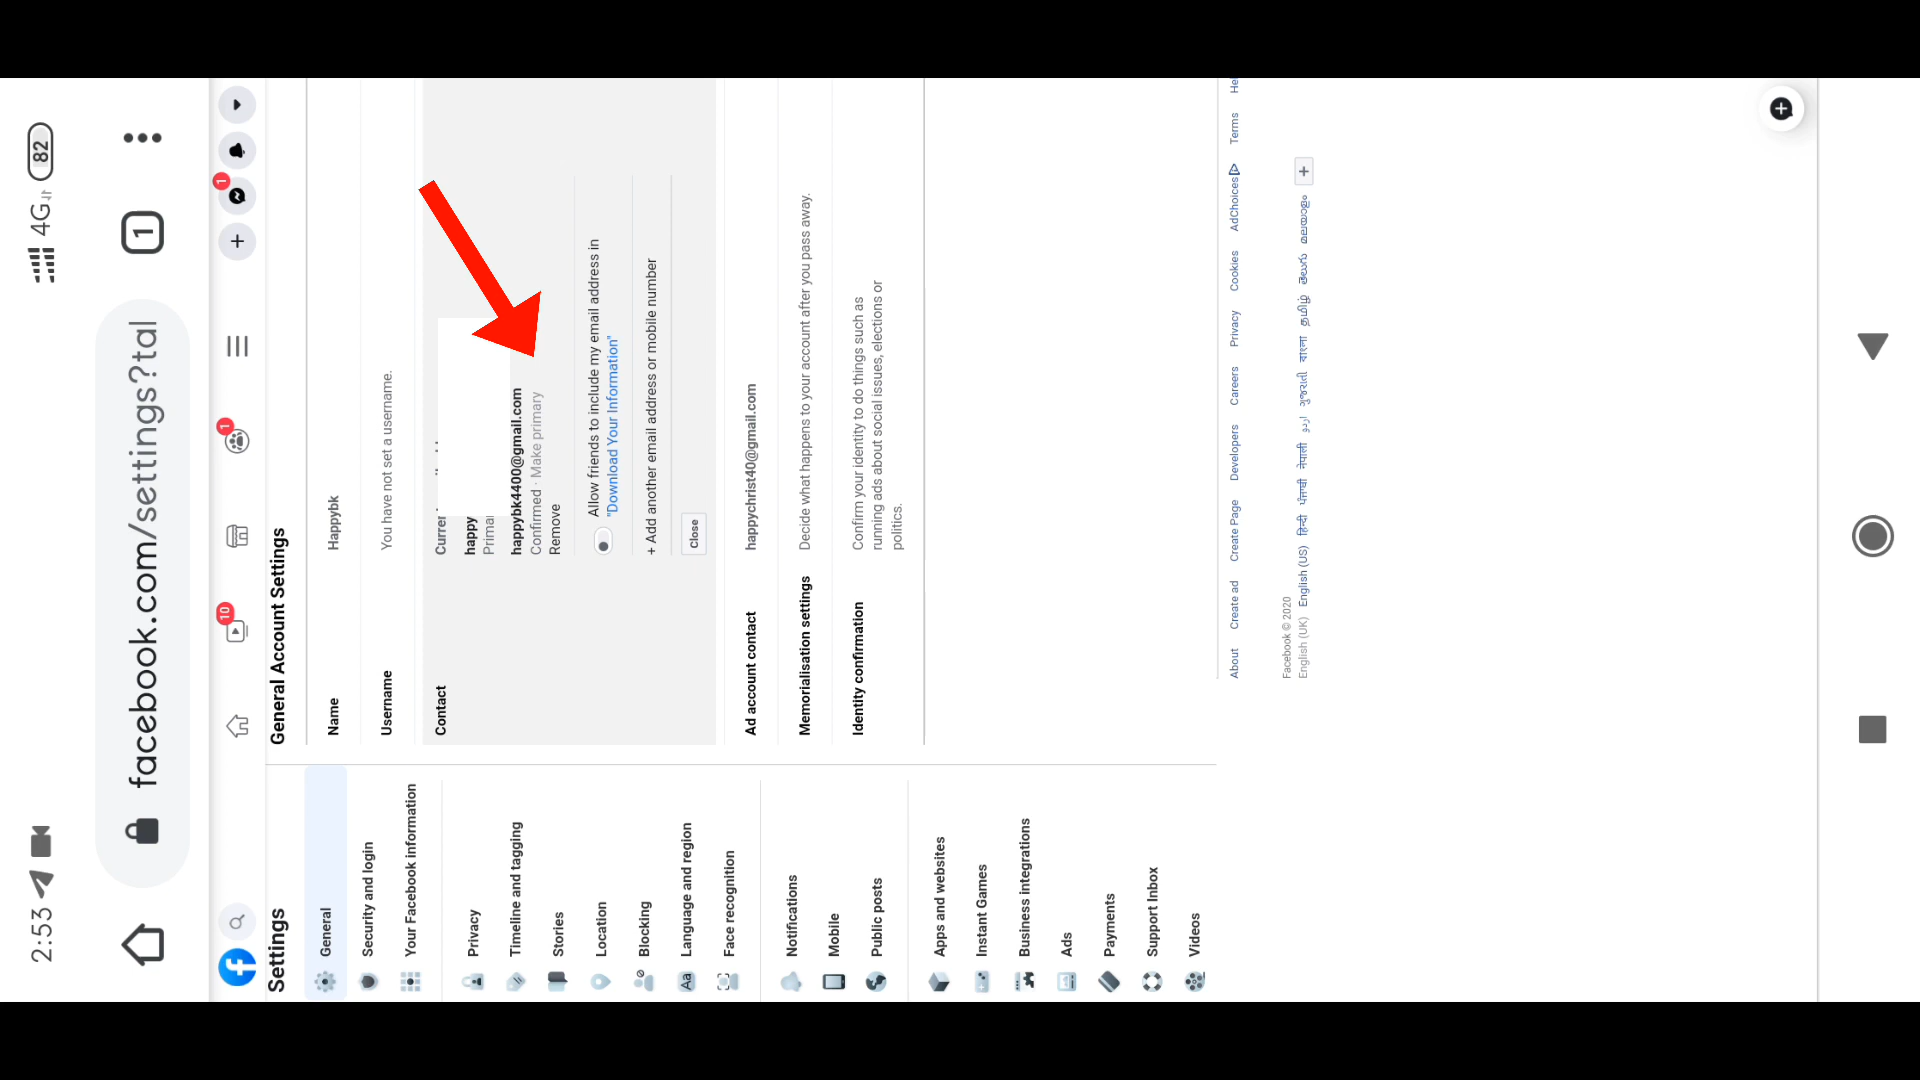 2:53
4G
82
facebook.com/settings?tal
1
10
1
1
Settings
General
Security and login
Your Facebook information
Privacy
Timeline and tagging
Stories
Location
Blocking
Language and region
Face recognition
Notifications
Mobile
Public posts
Apps and websites
Instant Games
Business integrations
Ads
Payments
Support Inbox
Videos
General Account Settings
Name Happybk
Username You have not set a username.
Contact
happy
happybk4400@gmail.com
Confirmed · Make primary
Remove
Allow friends to include my email address in
"Download Your Information"
+ Add another email address or mobile number
Close
Ad account contact happychrist40@gmail.com
Memorialisation settings Decide what happens to your account after you pass away.
Identity confirmation Confirm your identity to do things such as
running ads about social issues, elections or
politics.
About Create ad Create Page Developers Careers Privacy Cookies AdChoices Terms
Facebook © 2020
English (UK) English (US) हिन्दी ਪੰਜਾਬੀ नेपाली اردو ગુજરાતી বাংলা தமிழ் తెలుగు മലയാളം +